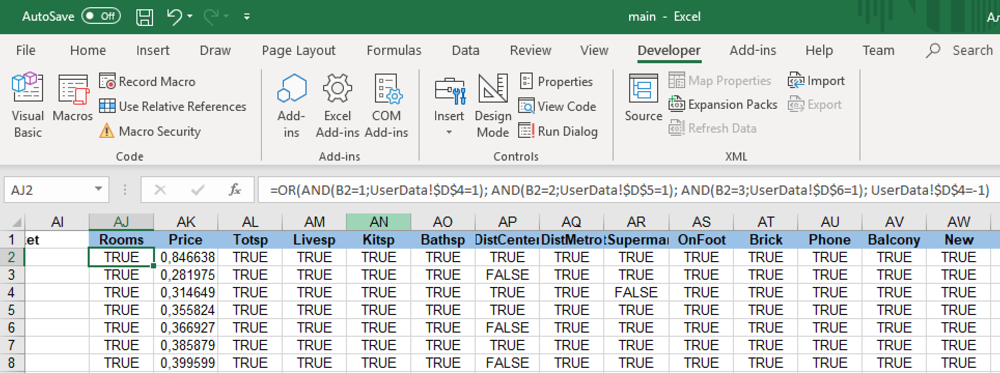 AutoSave Off main - Excel
File Home Insert Draw Page Layout Formulas Data Review View Developer Add-ins Help Team Search
Visual Basic
Macros
Record Macro
Use Relative References
Macro Security
Code
Add-ins
Excel Add-ins
COM Add-ins
Add-ins
Insert
Design Mode
Properties
View Code
Run Dialog
Controls
Source
Map Properties
Expansion Packs
Refresh Data
Import
Export
XML
AJ2 fx =OR(AND(B2=1;UserData!$D$4=1); AND(B2=2;UserData!$D$5=1); AND(B2=3;UserData!$D$6=1); UserData!$D$4=-1)
AI AJ AK AL AM AN AO AP AQ AR AS AT AU AV AW
1 et Rooms Price Totsp Livesp Kitsp Bathsp DistCenter DistMetro tSupermar OnFoot Brick Phone Balcony New
2 TRUE 0,846638 TRUE TRUE TRUE TRUE TRUE TRUE TRUE TRUE TRUE TRUE TRUE TRUE
3 TRUE 0,281975 TRUE TRUE TRUE TRUE FALSE TRUE TRUE TRUE TRUE TRUE TRUE TRUE
4 TRUE 0,314649 TRUE TRUE TRUE TRUE TRUE TRUE FALSE TRUE TRUE TRUE TRUE TRUE
5 TRUE 0,355824 TRUE TRUE TRUE TRUE TRUE TRUE TRUE TRUE TRUE TRUE TRUE TRUE
6 TRUE 0,366927 TRUE TRUE TRUE TRUE FALSE TRUE TRUE TRUE TRUE TRUE TRUE TRUE
7 TRUE 0,385879 TRUE TRUE TRUE TRUE TRUE TRUE TRUE TRUE TRUE TRUE TRUE TRUE
8 TRUE 0,399599 TRUE TRUE TRUE TRUE FALSE TRUE TRUE TRUE TRUE TRUE TRUE TRUE